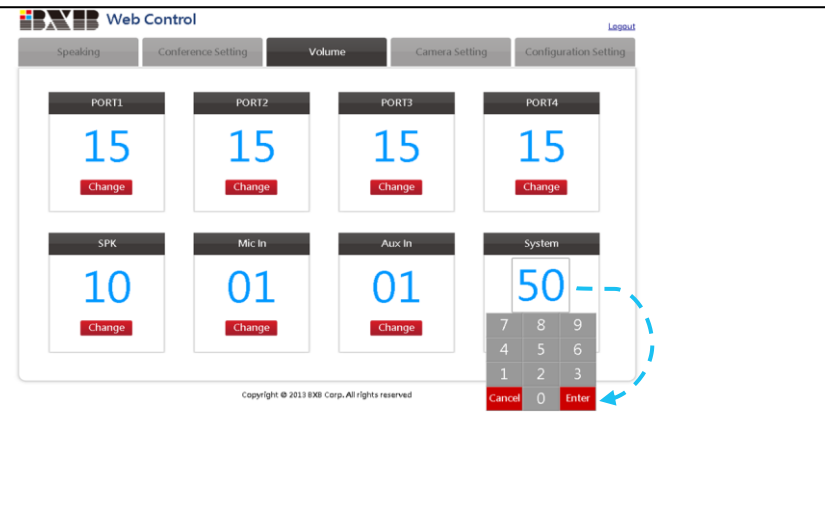 BXB Web Control
Logout
Speaking Conference Setting Volume Camera Setting Configuration Setting
PORT1 PORT2 PORT3 PORT4
15 15 15 15
Change Change Change Change
SPK Mic In Aux In System
10 01 01 50
Change Change Change
7 8 9
4 5 6
1 2 3
Cancel 0 Enter
Copyright @ 2013 BXB Corp. All rights reserved